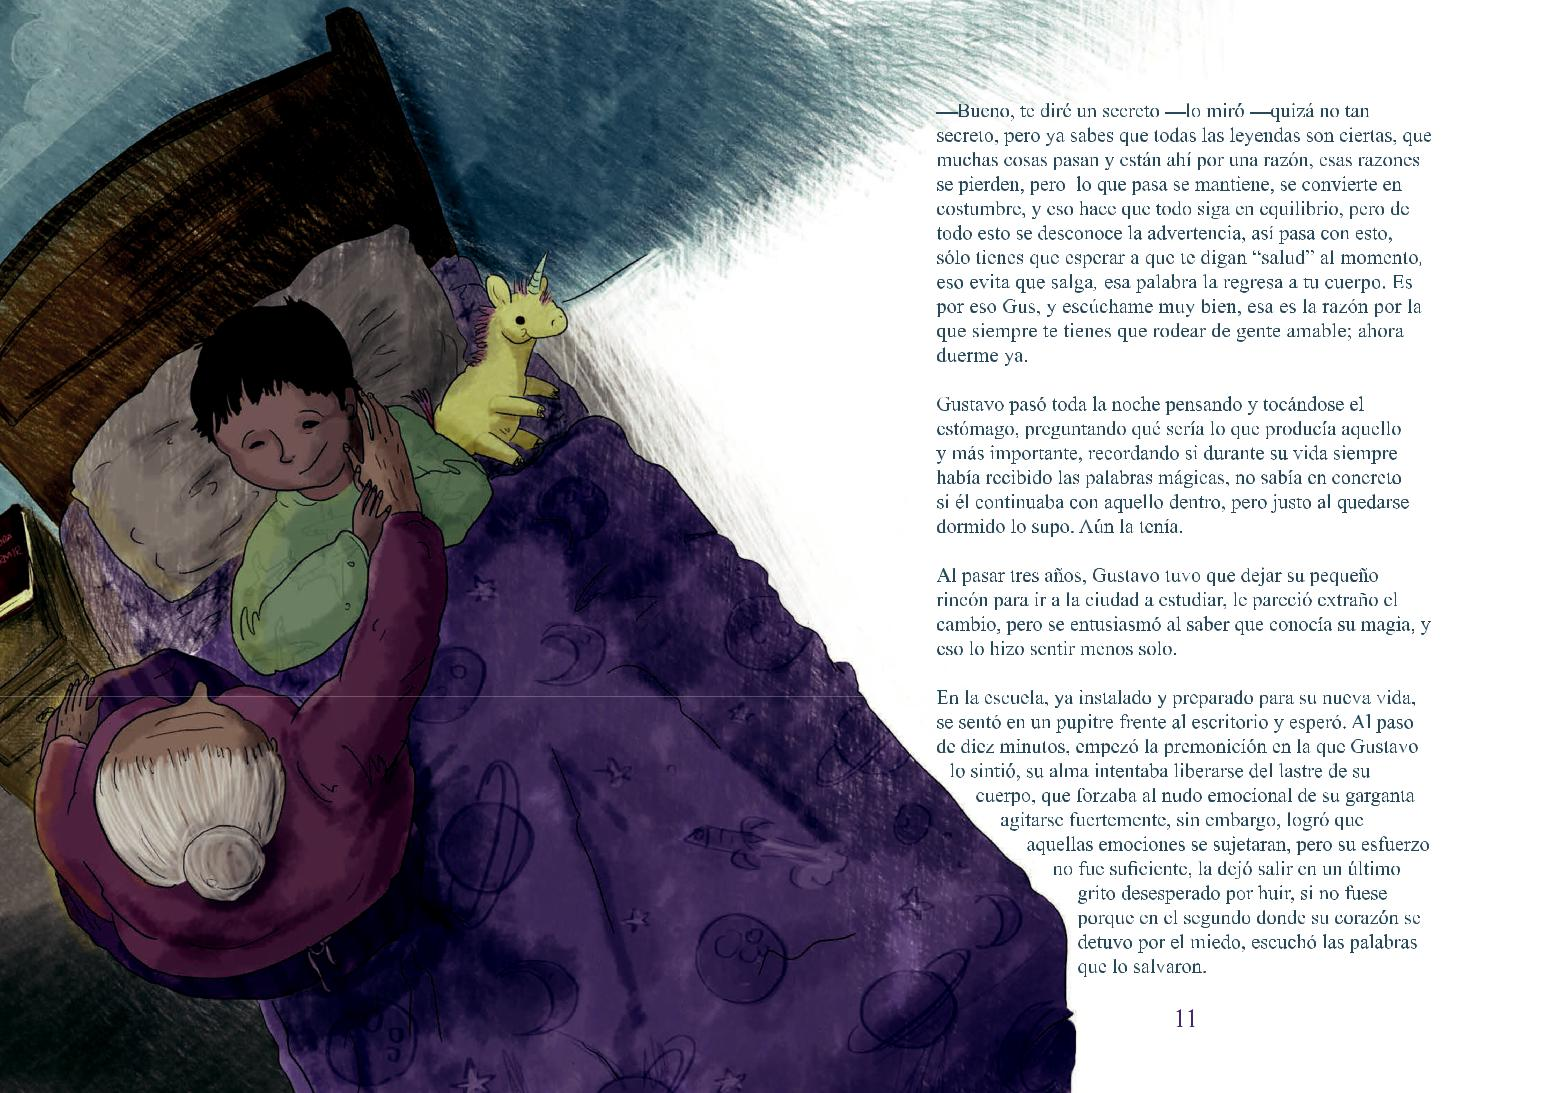 —Bueno, te diré un secreto —lo miró —quizá no tan
secreto, pero ya sabes que todas las leyendas son ciertas, que
muchas cosas pasan y están ahí por una razón, esas razones
se pierden, pero  lo que pasa se mantiene, se convierte en
costumbre, y eso hace que todo siga en equilibrio, pero de
todo esto se desconoce la advertencia, así pasa con esto,
sólo tienes que esperar a que te digan “salud” al momento,
eso evita que salga, esa palabra la regresa a tu cuerpo. Es
por eso Gus, y escúchame muy bien, esa es la razón por la
que siempre te tienes que rodear de gente amable; ahora
duerme ya.
Gustavo pasó toda la noche pensando y tocándose el
estómago, preguntando qué sería lo que producía aquello
y más importante, recordando si durante su vida siempre
había recibido las palabras mágicas, no sabía en concreto
si él continuaba con aquello dentro, pero justo al quedarse
dormido lo supo. Aún la tenía.
Al pasar tres años, Gustavo tuvo que dejar su pequeño
rincón para ir a la ciudad a estudiar, le pareció extraño el
cambio, pero se entusiasmó al saber que conocía su magia, y
eso lo hizo sentir menos solo.
En la escuela, ya instalado y preparado para su nueva vida,
se sentó en un pupitre frente al escritorio y esperó. Al paso
de diez minutos, empezó la premonición en la que Gustavo
lo sintió, su alma intentaba liberarse del lastre de su
cuerpo, que forzaba al nudo emocional de su garganta
agitarse fuertemente, sin embargo, logró que
aquellas emociones se sujetaran, pero su esfuerzo
no fue suficiente, la dejó salir en un último
grito desesperado por huir, si no fuese
porque en el segundo donde su corazón se
detuvo por el miedo, escuchó las palabras
que lo salvaron.
11